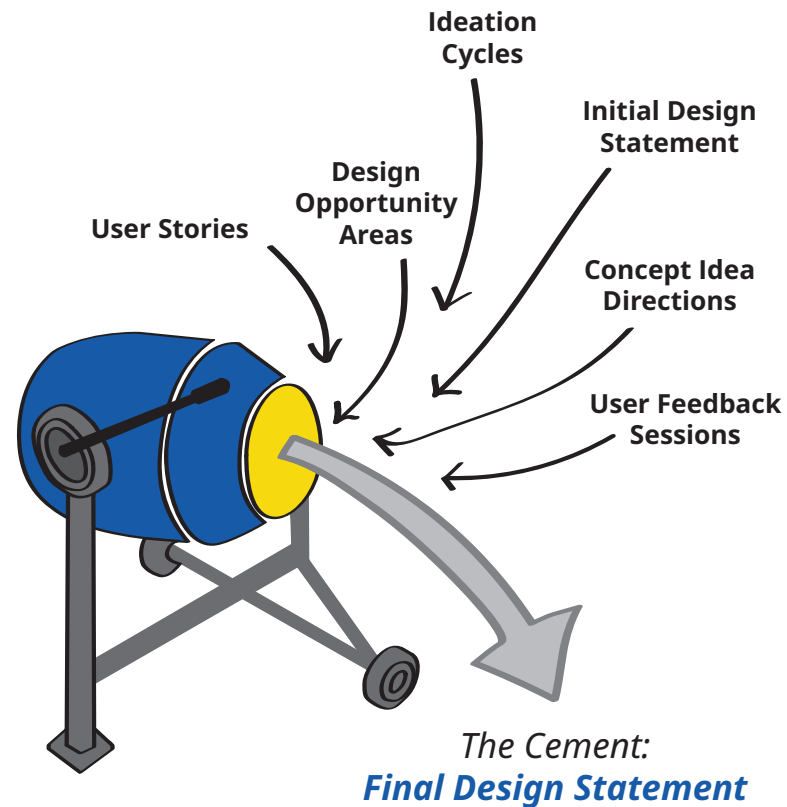 Ideation
Cycles
Initial Design
Statement
Design
Opportunity
Areas
User Stories
Concept Idea
Directions
User Feedback
Sessions
The Cement:
Final Design Statement